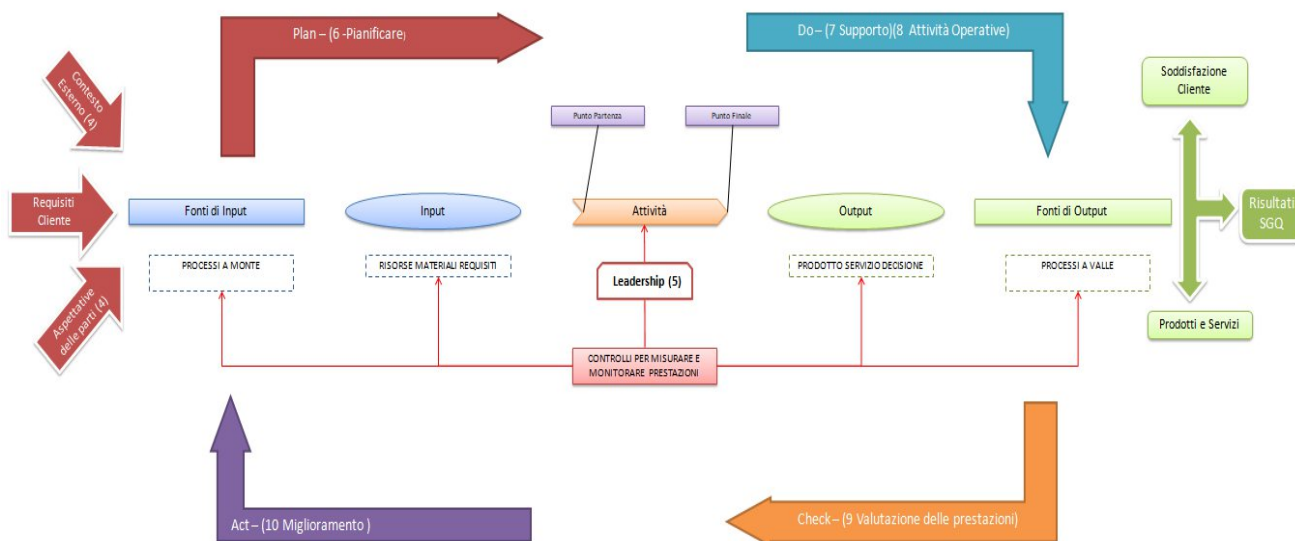 Plan – (6 -Pianificare)
Do – (7 Supporto)(8 Attività Operative)
Contesto
Esterno (4)
Soddisfazione
Cliente
Punto Partenza
Punto Finale
Requisiti
Cliente
Fonti di Input
Input
Attività
Output
Fonti di Output
Risultati
SGQ
PROCESSI A MONTE
RISORSE MATERIALI REQUISITI
Leadership (5)
PRODOTTO SERVIZIO DECISIONE
PROCESSI A VALLE
Aspettative
delle parti (4)
Prodotti e Servizi
CONTROLLI PER MISURARE E
MONITORARE PRESTAZIONI
Act – (10 Miglioramento )
Check – (9 Valutazione delle prestazioni)